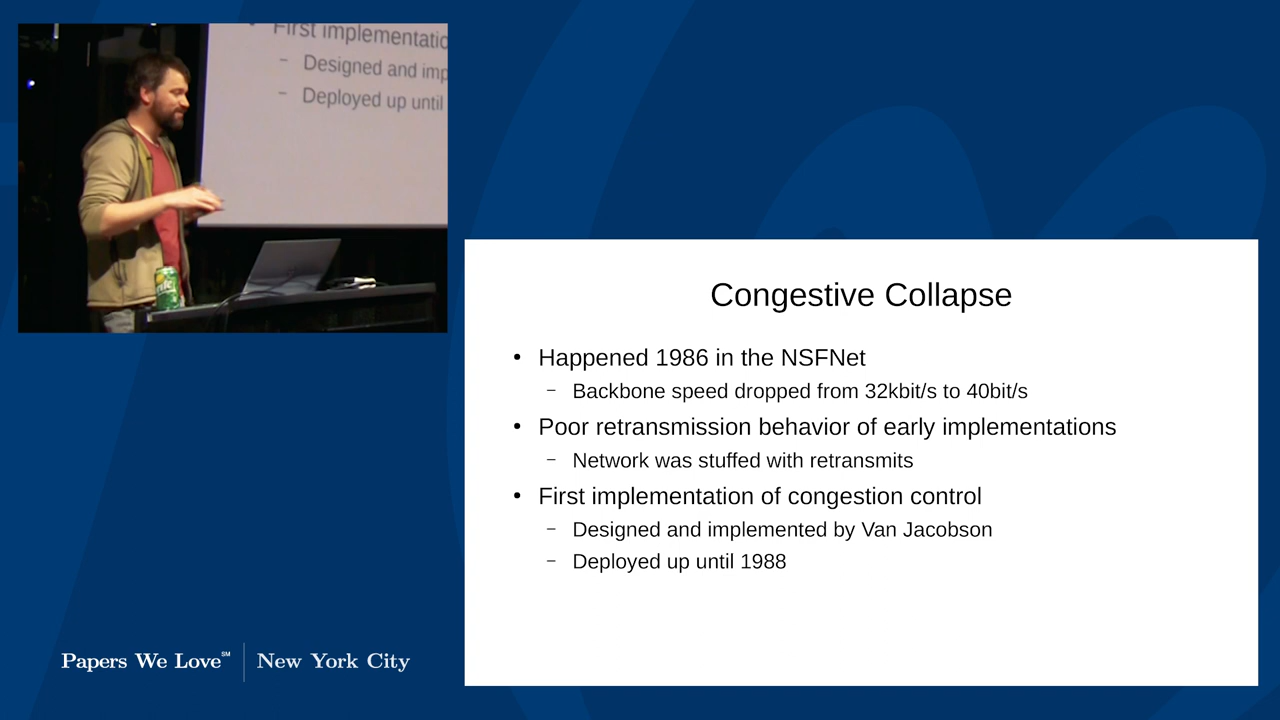 First implementatio
Designed and imp
Deployed up until
Congestive Collapse
• Happened 1986 in the NSFNet
– Backbone speed dropped from 32kbit/s to 40bit/s
• Poor retransmission behavior of early implementations
– Network was stuffed with retransmits
• First implementation of congestion control
– Designed and implemented by Van Jacobson
– Deployed up until 1988
Papers We Love℠ | New York City